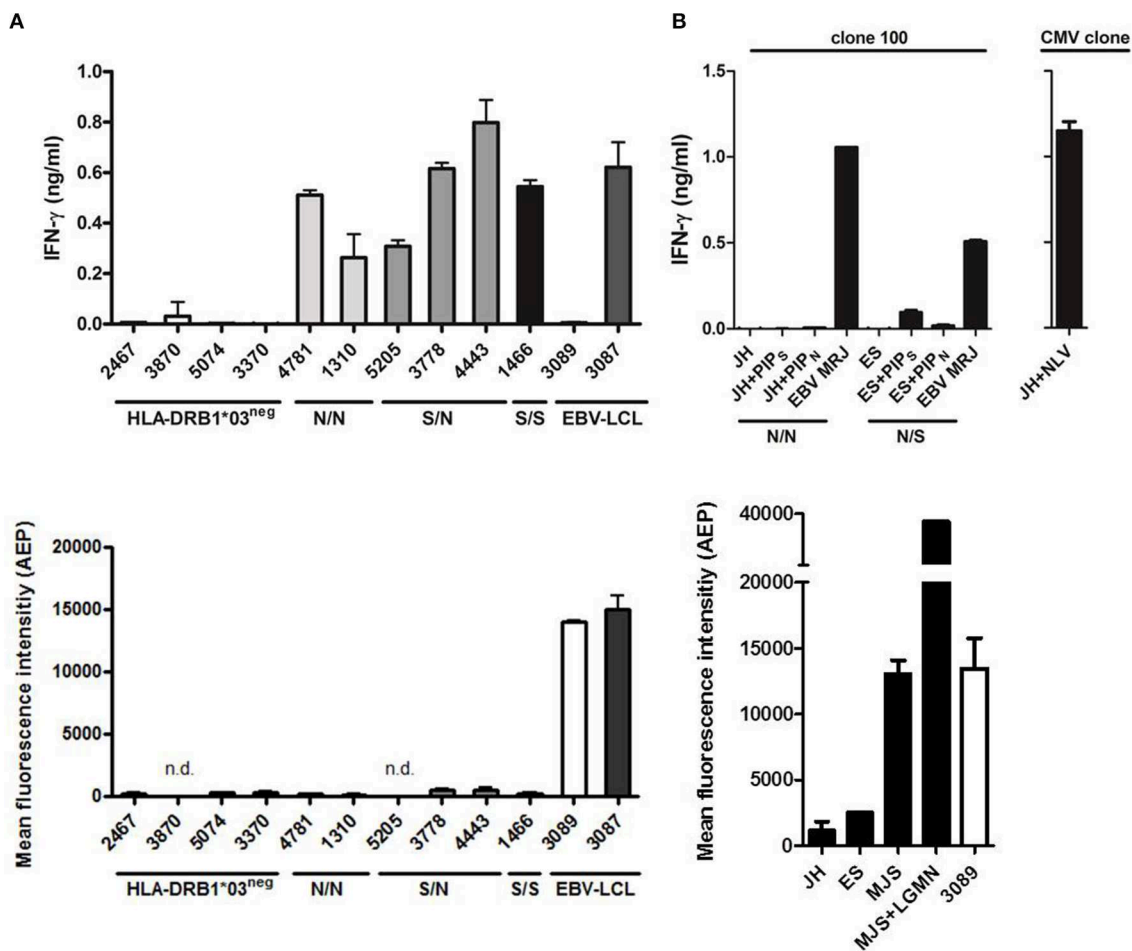 A
IFN-γ (ng/ml)
1.0
0.8
0.6
0.4
0.2
0.0
2467 3870 5074 3370 4781 1310 5205 3778 4443 1466 3089 3087
HLA-DRB1*03neg N/N S/N S/S EBV-LCL
B
clone 100 CMV clone
IFN-γ (ng/ml)
1.5
1.0
0.5
0.0
JH JH+PIPS JH+PIPN EBV MRJ ES ES+PIPS ES+PIPN EBV MRJ JH+NLV
N/N N/S
Mean fluorescence intensitiy (AEP)
20000
15000
10000
5000
0
n.d. n.d.
2467 3870 5074 3370 4781 1310 5205 3778 4443 1466 3089 3087
HLA-DRB1*03neg N/N S/N S/S EBV-LCL
Mean fluorescence intensitiy (AEP)
40000
20000
15000
10000
5000
0
JH ES MJS MJS+LGMN 3089